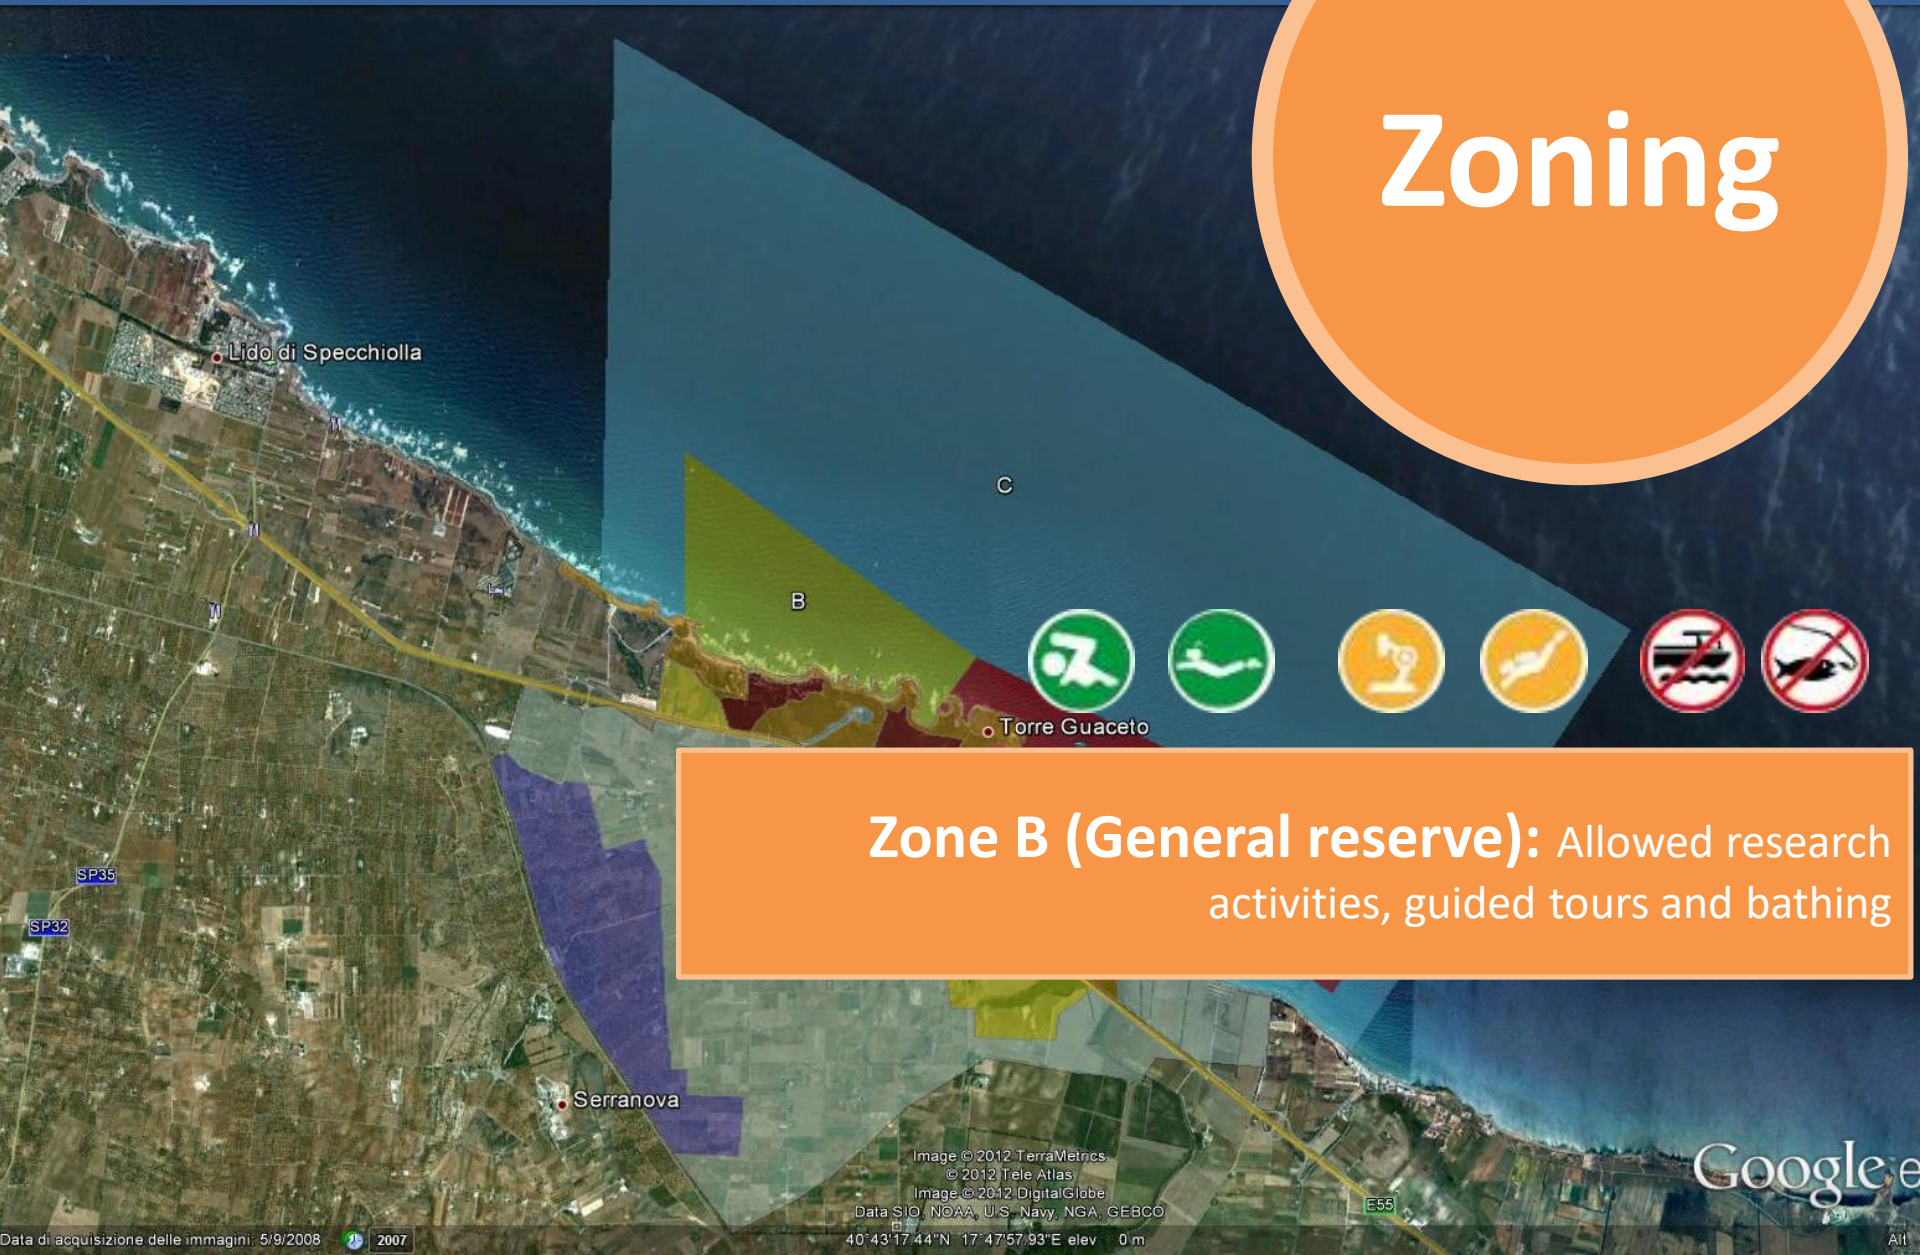 Zoning
Lido di Specchiolla
C
B
Torre Guaceto
Zone B (General reserve): Allowed research
activities, guided tours and bathing
SP35
SP32
Serranova
Image © 2012 TerraMetrics
© 2012 Tele Atlas
Image © 2012 DigitalGlobe
Data SIO, NOAA, U.S. Navy, NGA, GEBCO
Google e
E55
Data di acquisizione delle immagini: 5/9/2008
2007
40°43'17.44"N 17°47'57.93"E elev 0 m
Alt